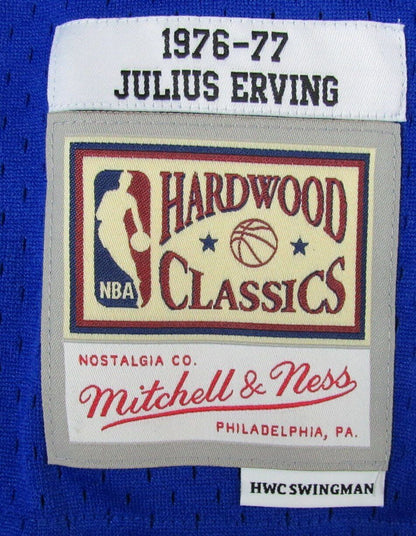 1976-77
JULIUS ERVING
HARDWOOD
NBA
CLASSICS
NOSTALGIA CO.
Mitchell & Ness
PHILADELPHIA, PA.
HWC SWINGMAN